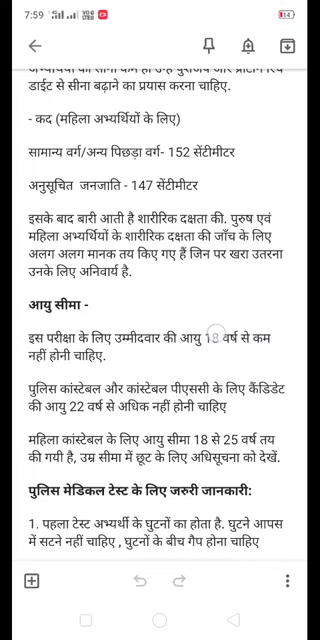 7:59
14
डाईट से सीना बढ़ाने का प्रयास करना चाहिए.
- कद (महिला अभ्यर्थियों के लिए)
सामान्य वर्ग/अन्य पिछड़ा वर्ग- 152 सेंटीमीटर
अनुसूचित जनजाति - 147 सेंटीमीटर
इसके बाद बारी आती है शारीरिक दक्षता की. पुरुष एवं
महिला अभ्यर्थियों के शारीरिक दक्षता की जाँच के लिए
अलग अलग मानक तय किए गए हैं जिन पर खरा उतरना
उनके लिए अनिवार्य है.
आयु सीमा -
इस परीक्षा के लिए उम्मीदवार की आयु 18 वर्ष से कम
नहीं होनी चाहिए.
पुलिस कांस्टेबल और कांस्टेबल पीएससी के लिए कैंडिडेट
की आयु 22 वर्ष से अधिक नहीं होनी चाहिए
महिला कांस्टेबल के लिए आयु सीमा 18 से 25 वर्ष तय
की गयी है, उम्र सीमा में छूट के लिए अधिसूचना को देखें.
पुलिस मेडिकल टेस्ट के लिए जरुरी जानकारी:
1. पहला टेस्ट अभ्यर्थी के घुटनों का होता है. घुटने आपस
में सटने नहीं चाहिए , घुटनों के बीच गैप होना चाहिए